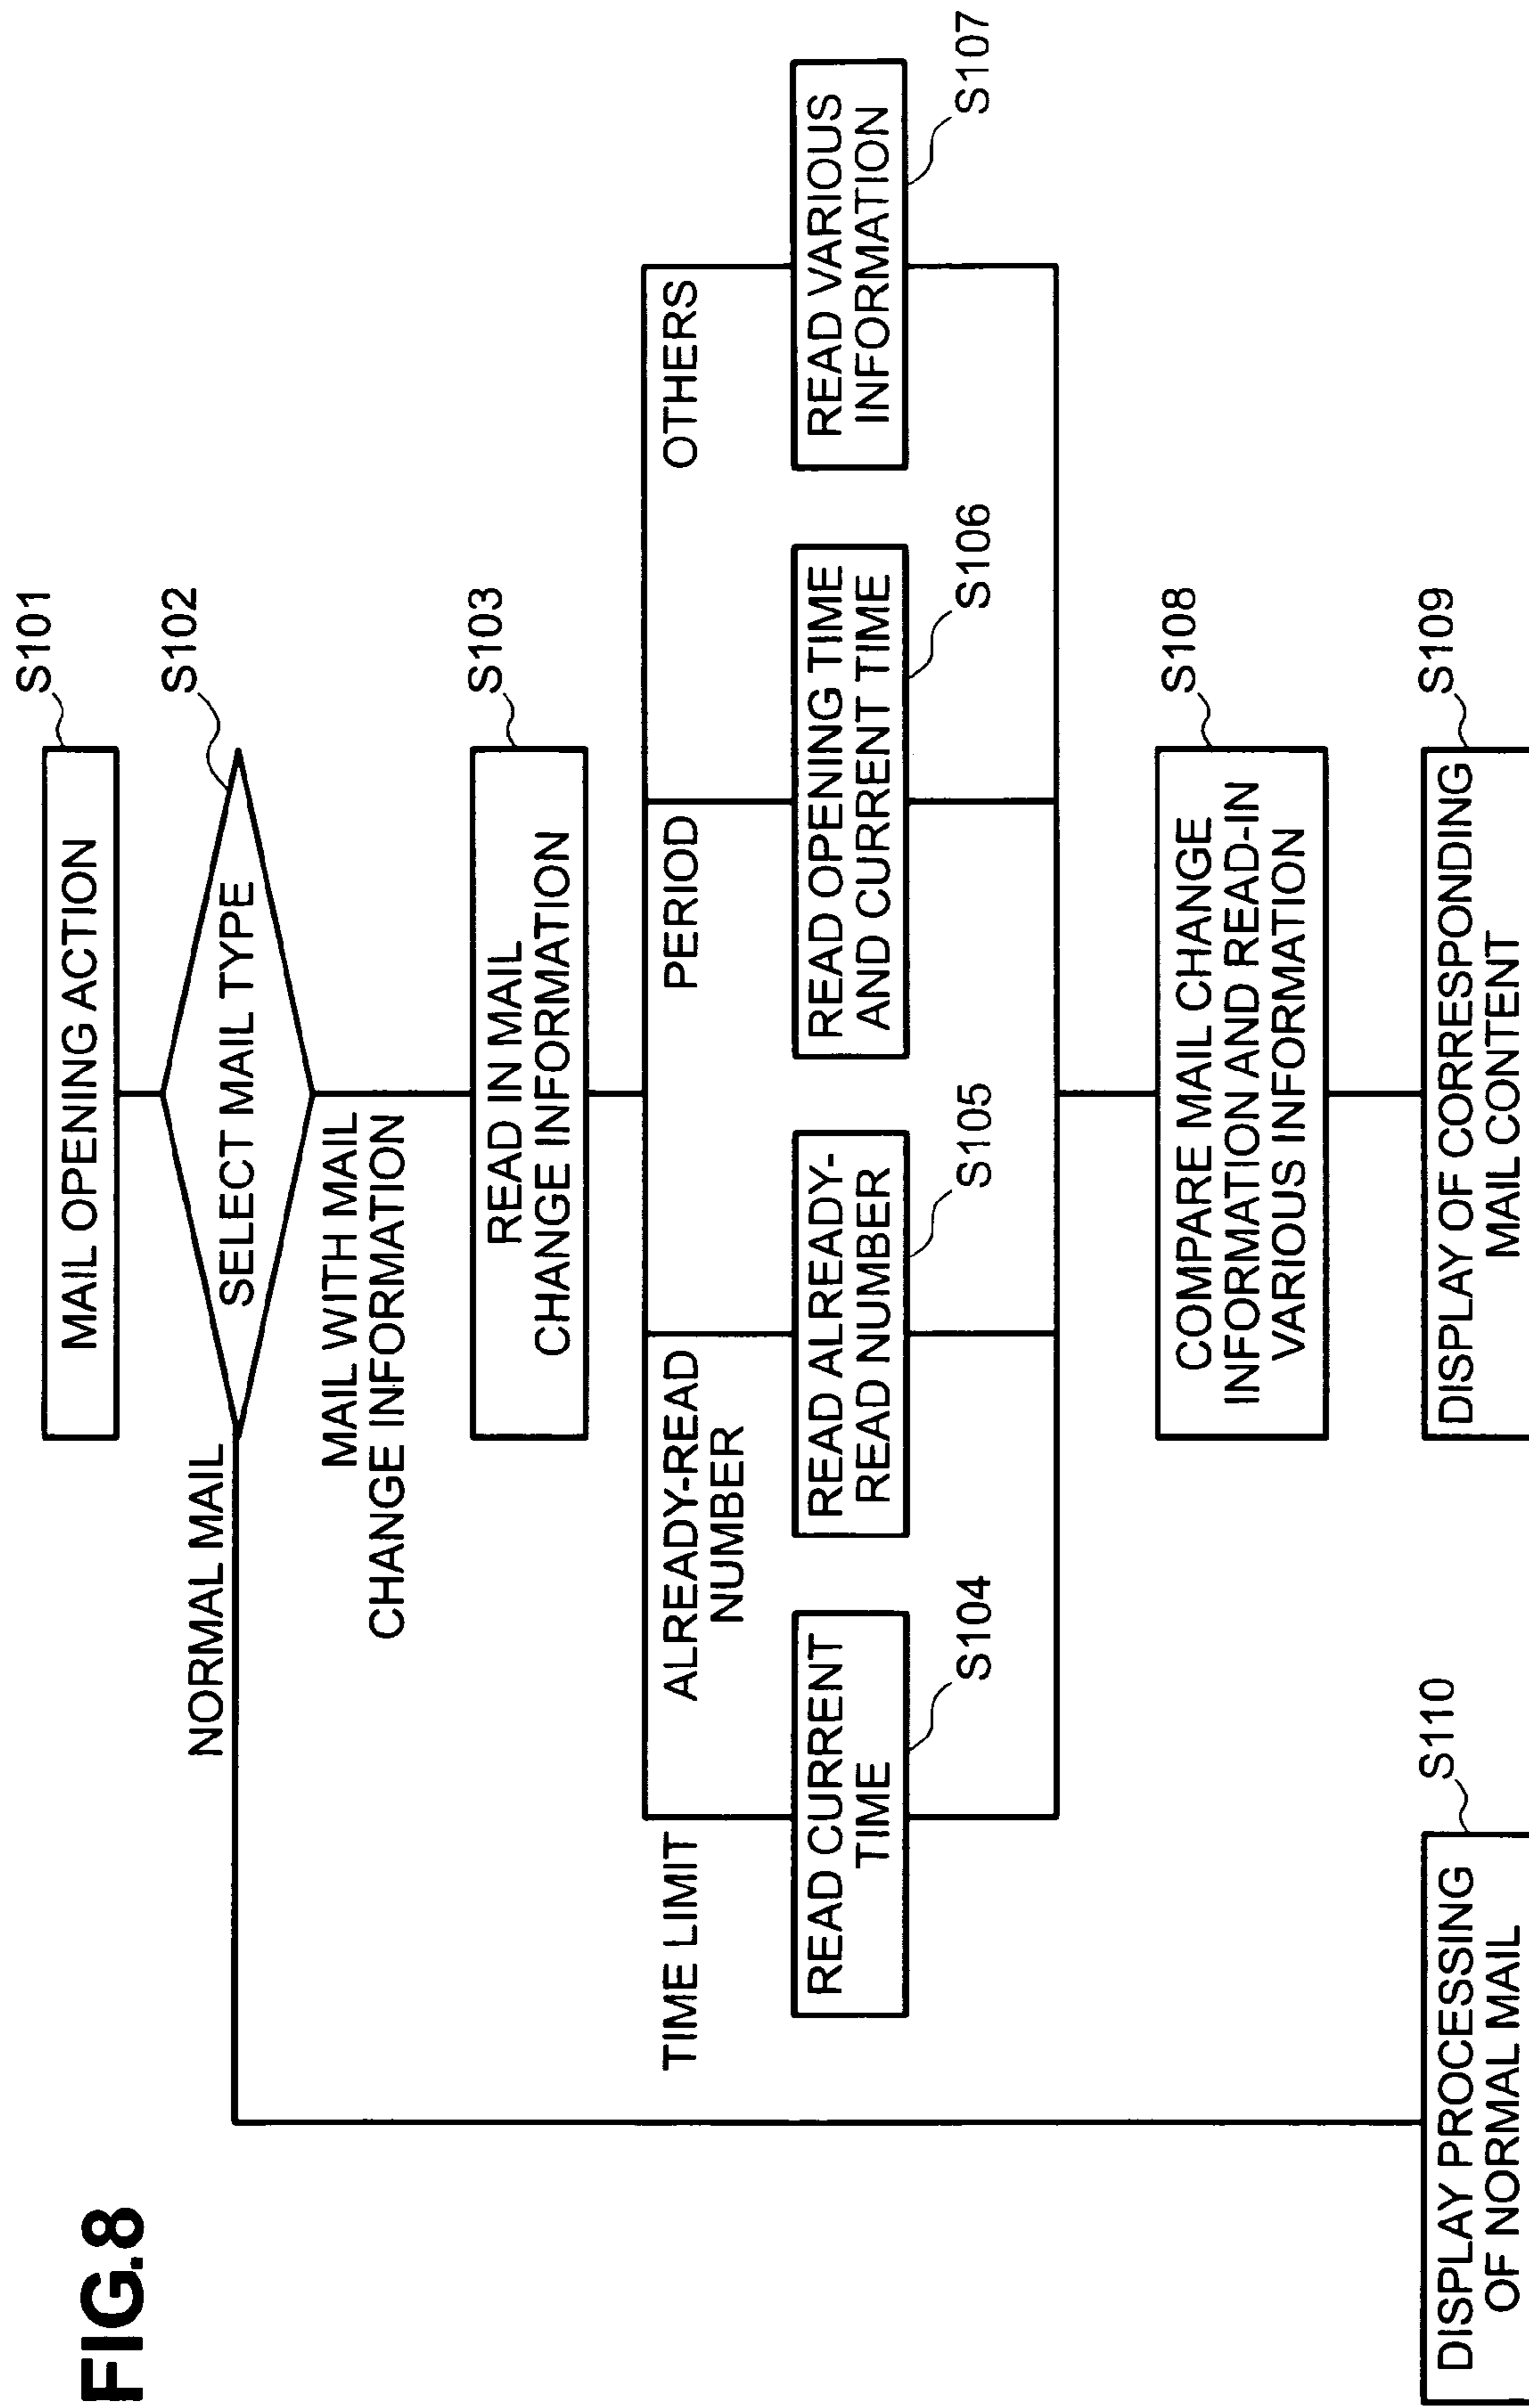 FIG.8
MAIL OPENING ACTION
S101
SELECT MAIL TYPE
S102
NORMAL MAIL
MAIL WITH MAIL
CHANGE INFORMATION
READ IN MAIL
CHANGE INFORMATION
S103
TIME LIMIT
ALREADY-READ
NUMBER
PERIOD
OTHERS
READ CURRENT
TIME
S104
READ ALREADY-
READ NUMBER
S105
READ OPENING TIME
AND CURRENT TIME
S106
READ VARIOUS
INFORMATION
S107
COMPARE MAIL CHANGE
INFORMATION AND READ-IN
VARIOUS INFORMATION
S108
DISPLAY OF CORRESPONDING
MAIL CONTENT
S109
DISPLAY PROCESSING
OF NORMAL MAIL
S110